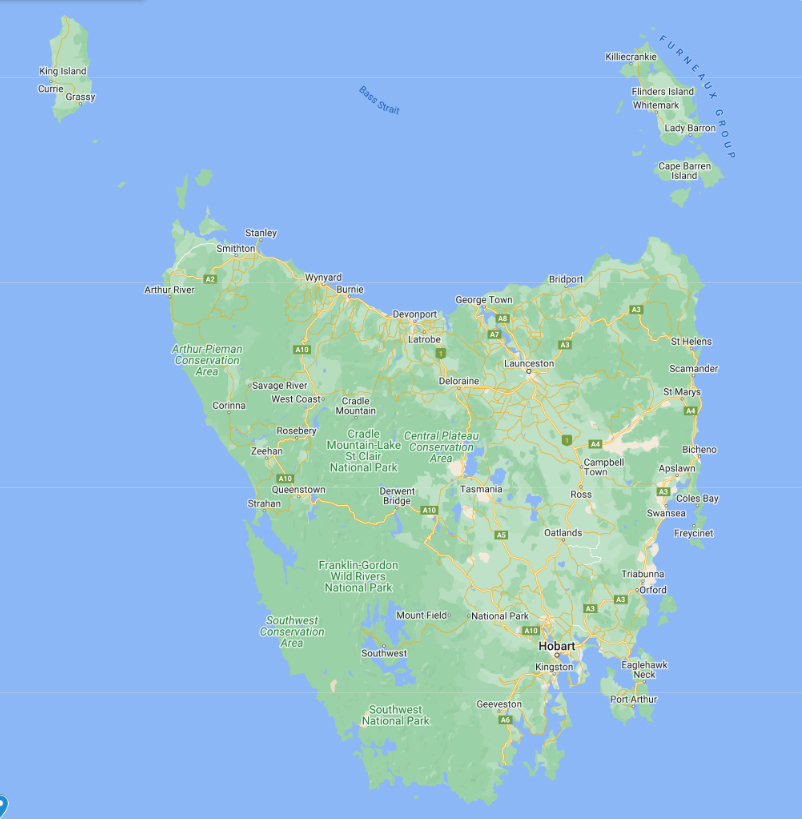 King Island
Currie
Grassy
Bass Strait
FURNEAUX GROUP
Killiecrankie
Flinders Island
Whitemark
Lady Barron
Cape Barren
Island
Stanley
Smithton
A2
Arthur River
Wynyard
Burnie
Devonport
Latrobe
1
George Town
Bridport
A8
A7
A3
A3
St Helens
A10
Arthur-Pieman
Conservation
Area
Launceston
Scamander
Savage River
West Coast
Deloraine
St Marys
Corinna
Cradle
Mountain
A4
Rosebery
Cradle
Mountain-Lake
St Clair
National Park
Central Plateau
Conservation
Area
1
A4
Zeehan
Bicheno
Campbell
Town
Apslawn
A10
Queenstown
Strahan
Derwent
Bridge
Tasmania
Ross
A3
Coles Bay
Swansea
A10
A5
Oatlands
Freycinet
Franklin-Gordon
Wild Rivers
National Park
Triabunna
Orford
A3
A3
Southwest
Conservation
Area
Mount Field
National Park
A10
Hobart
Southwest
Kingston
Eaglehawk
Neck
Port Arthur
Geeveston
A6
Southwest
National Park